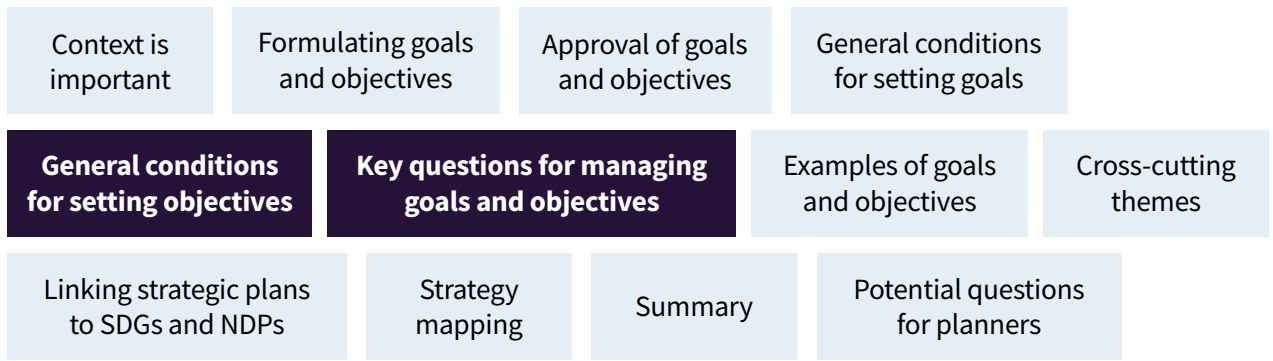 Context is
important
Formulating goals
and objectives
Approval of goals
and objectives
General conditions
for setting goals
General conditions
for setting objectives
Key questions for managing
goals and objectives
Examples of goals
and objectives
Cross-cutting
themes
Linking strategic plans
to SDGs and NDPs
Strategy
mapping
Summary
Potential questions
for planners